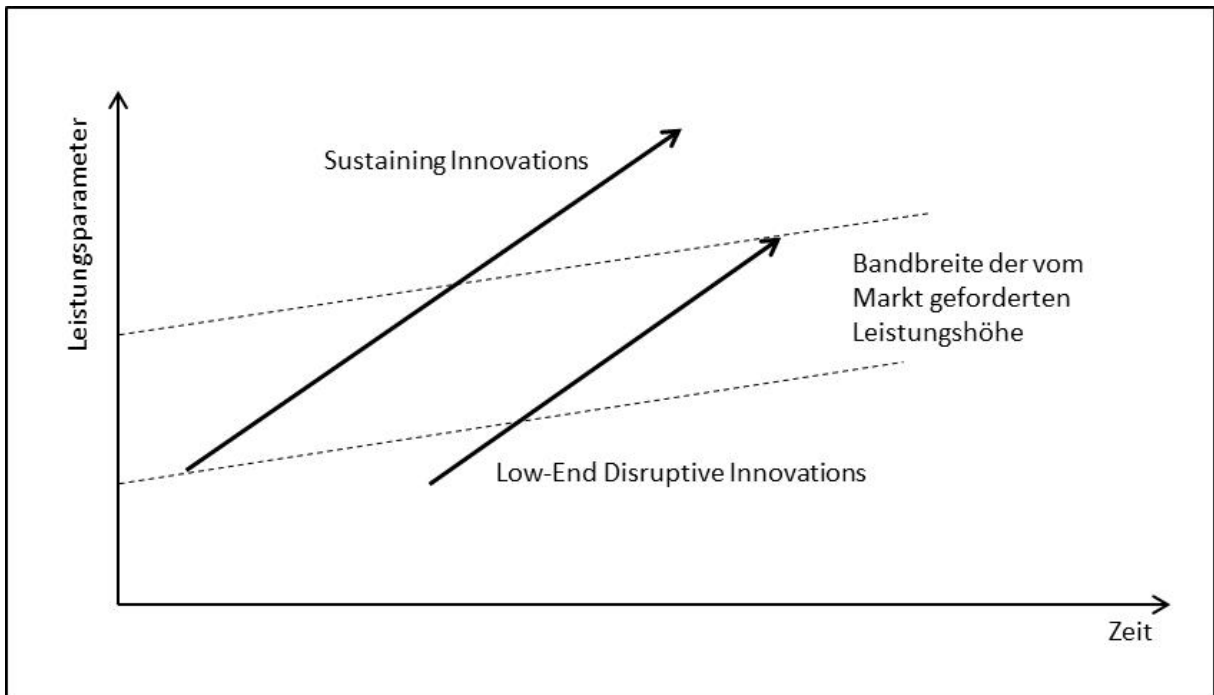 Leistungsparameter
Sustaining Innovations
Bandbreite der vom
Markt geforderten
Leistungshöhe
Low-End Disruptive Innovations
Zeit